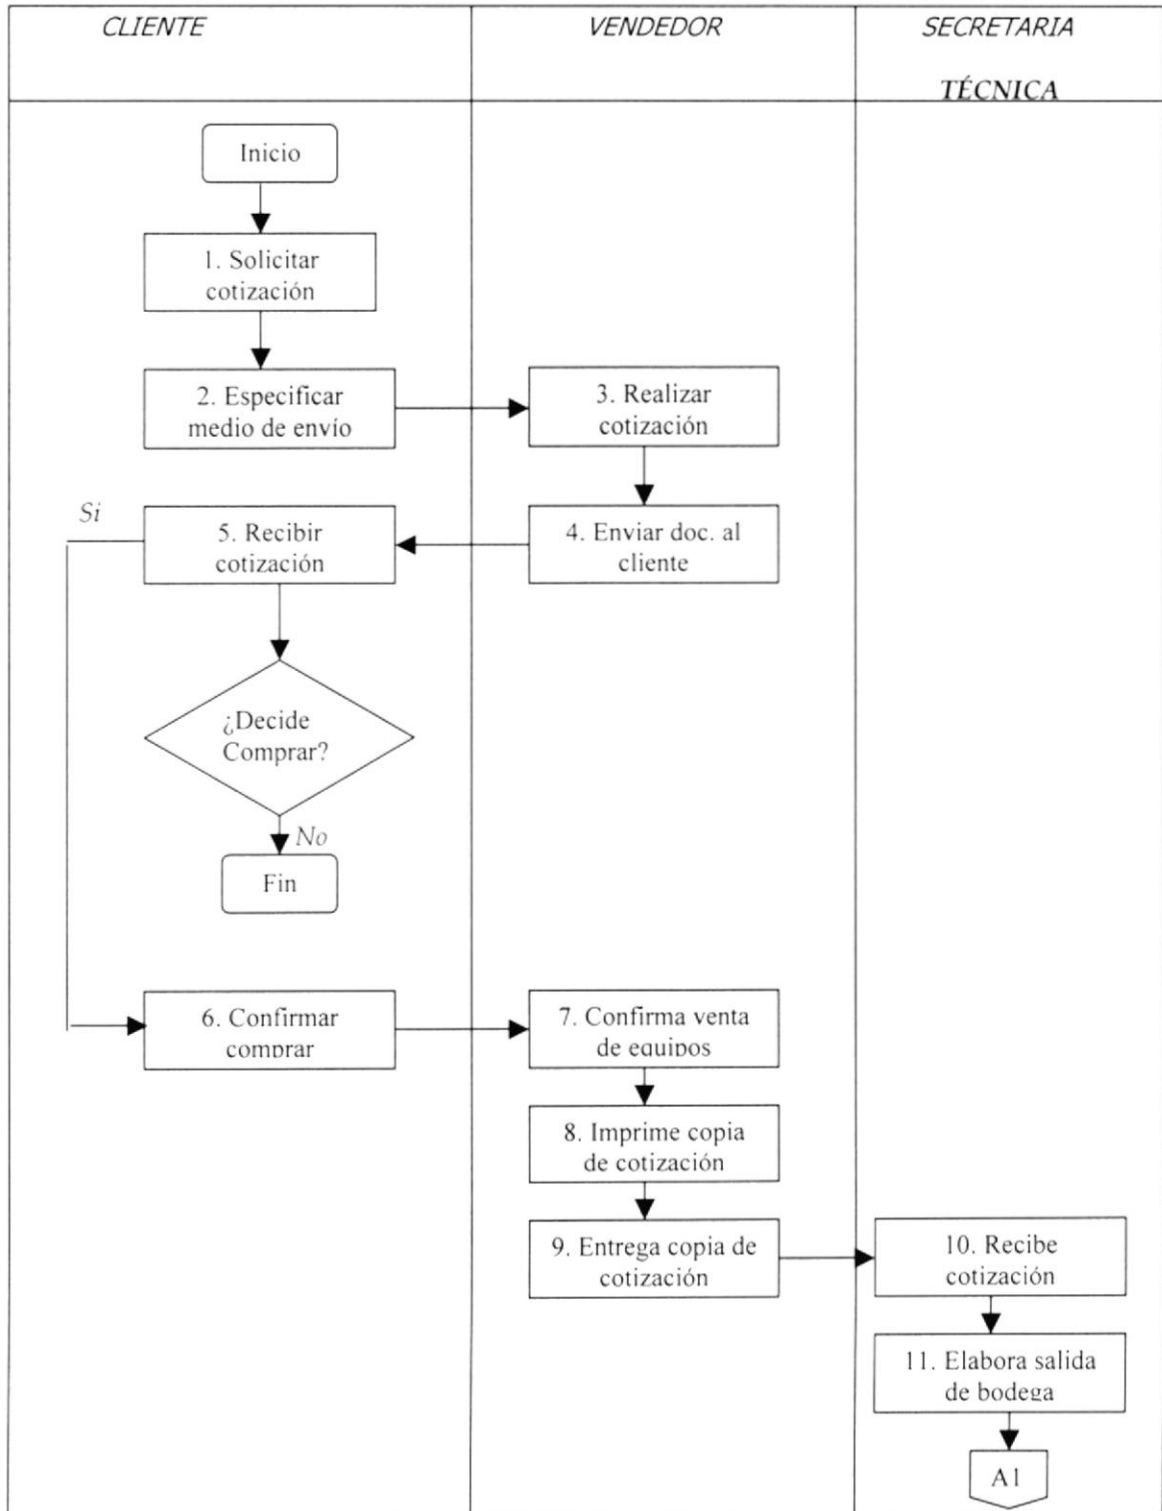 CLIENTE
VENDEDOR
SECRETARIA
TÉCNICA
Inicio
1. Solicitar
cotización
2. Especificar
medio de envío
3. Realizar
cotización
Si
5. Recibir
cotización
4. Enviar doc. al
cliente
¿Decide
Comprar?
No
Fin
6. Confirmar
comprar
7. Confirma venta
de equipos
8. Imprime copia
de cotización
9. Entrega copia de
cotización
10. Recibe
cotización
11. Elabora salida
de bodega
A1